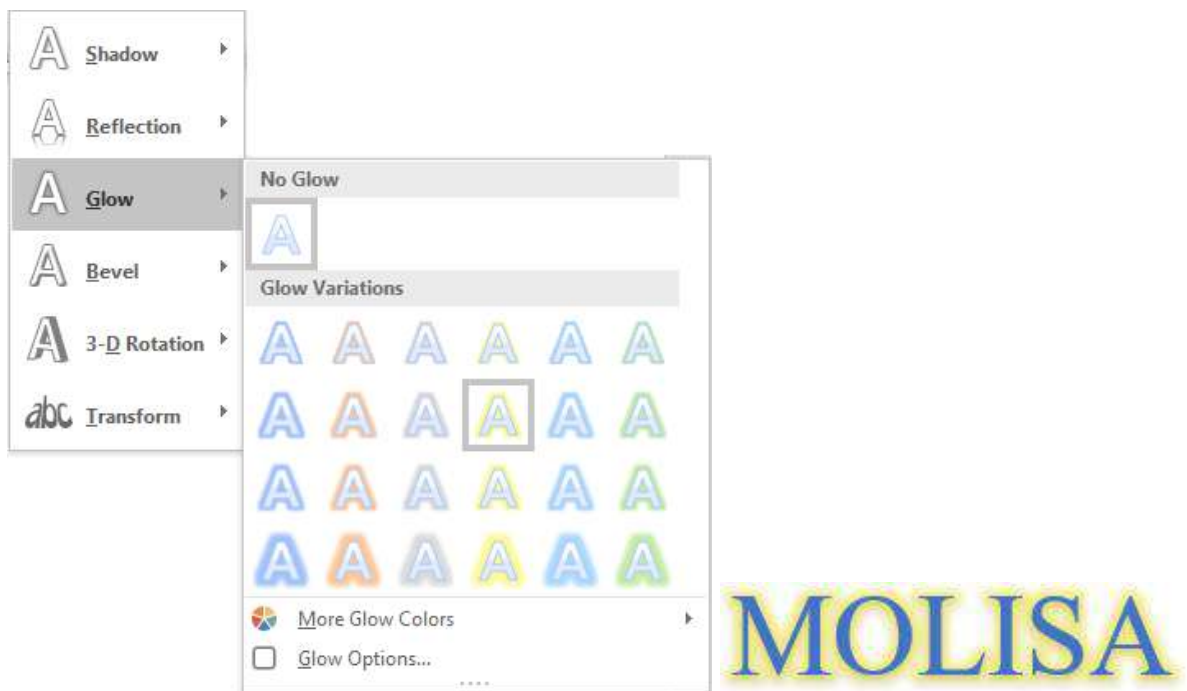 Shadow
Reflection
Glow
Bevel
3-D Rotation
abc Transform
No Glow
A
Glow Variations
A A A A A A
A A A A A A
A A A A A A
A A A A A A
More Glow Colors
Glow Options...
MOLISA